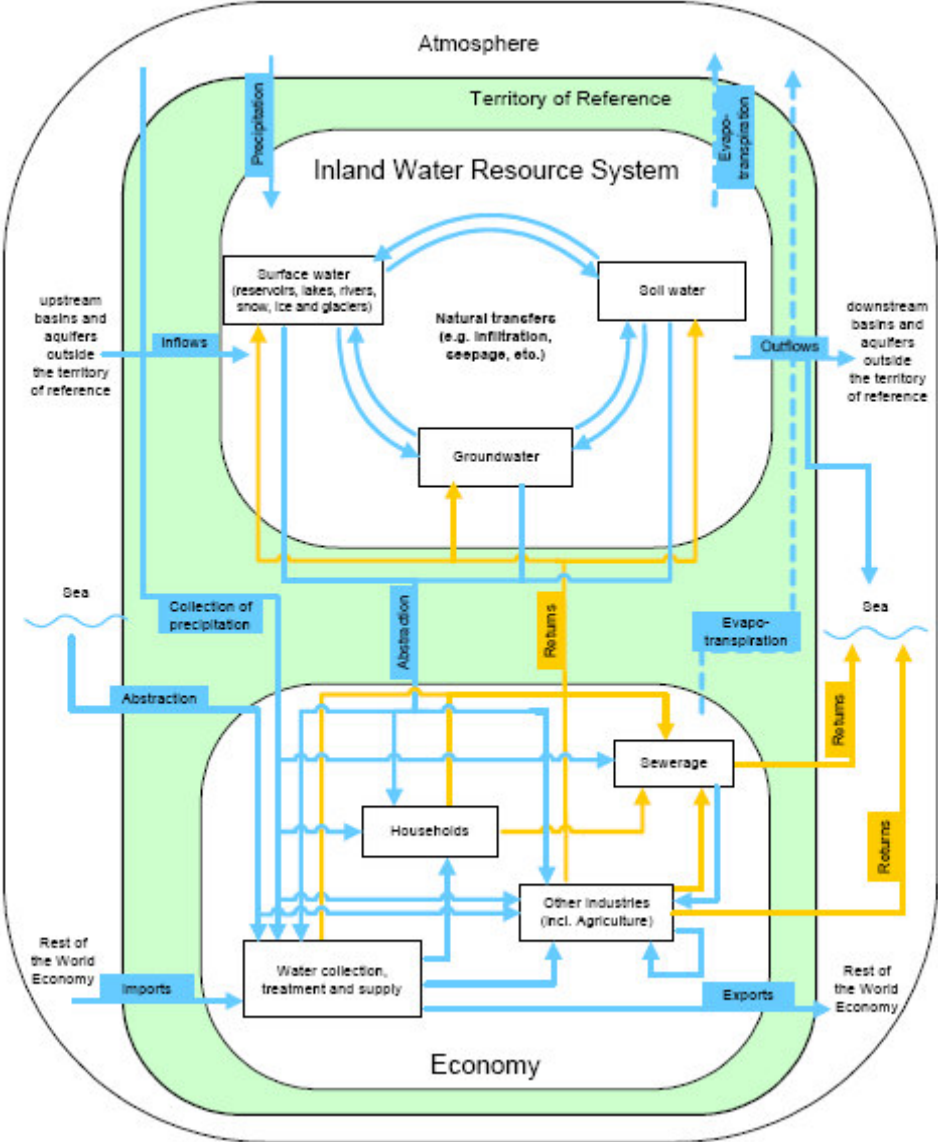 Atmosphere
Territory of Reference
Precipitation
Evapo-
transpiration
Inland Water Resource System
Surface water
(reservoirs, lakes, rivers,
snow, ice and glaciers)
Soil water
upstream
basins and
aquifers
outside
the territory
of reference
Inflows
Natural transfers
(e.g. infiltration,
seepage, etc.)
Outflows
downstream
basins and
aquifers
outside
the territory
of reference
Groundwater
Sea
Collection of
precipitation
Abstraction
Returns
Evapo-
transpiration
Sea
Abstraction
Returns
Sewerage
Households
Returns
Other Industries
(incl. Agriculture)
Rest of
the World
Economy
Imports
Water collection,
treatment and supply
Exports
Rest of
the World
Economy
Economy